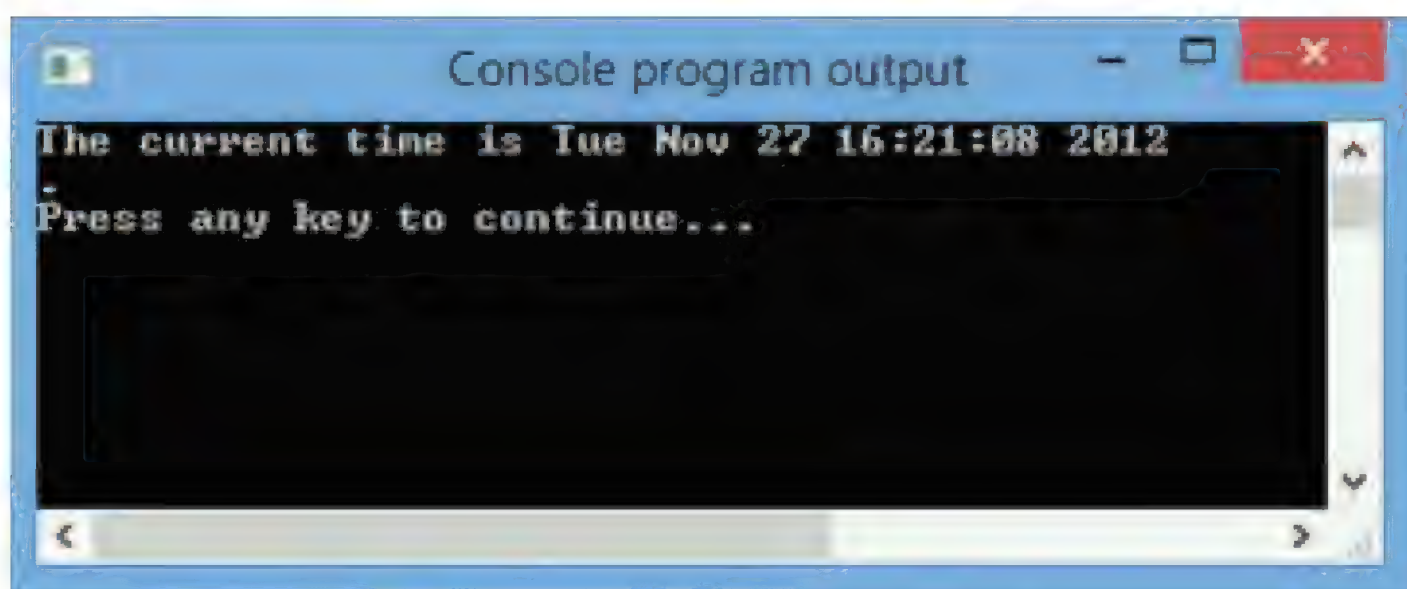 Console program output
The current time is Tue Nov 27 16:21:08 2012
.
Press any key to continue...